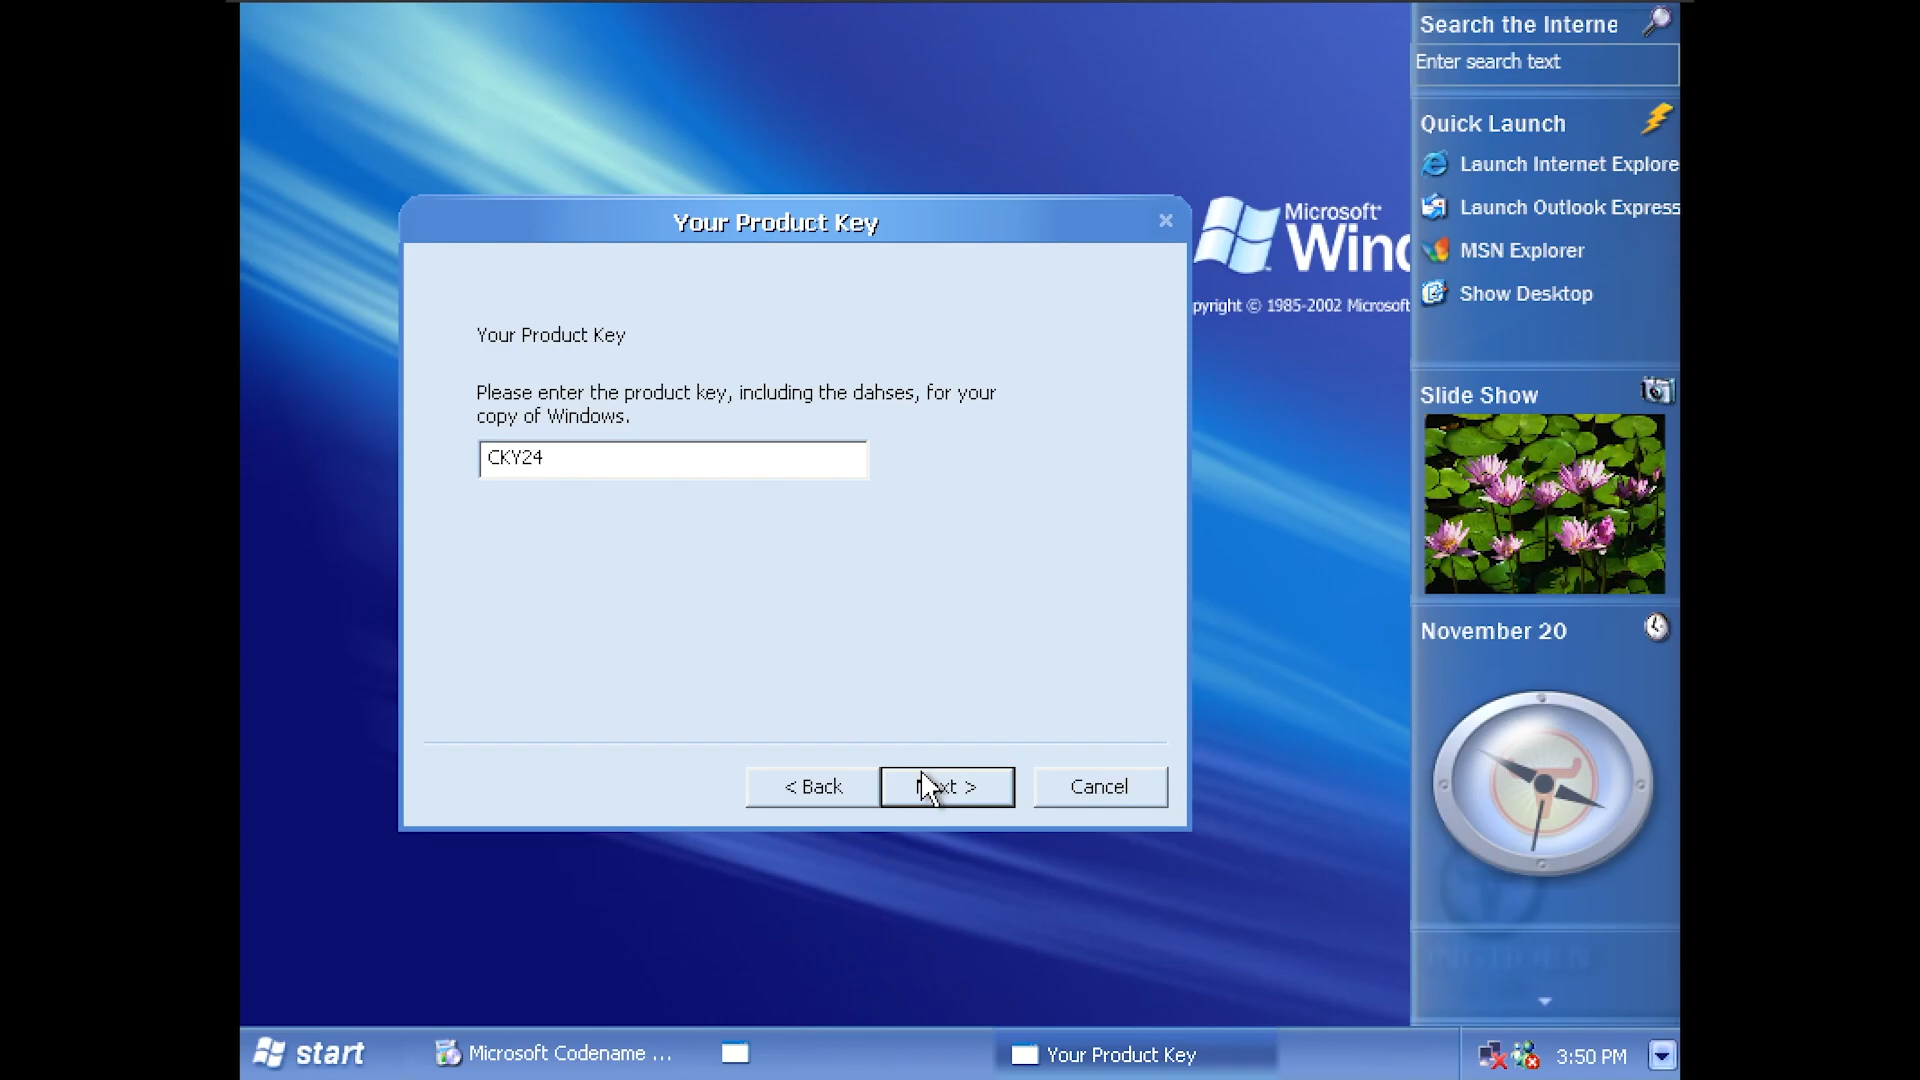 Search the Interne
Enter search text
Quick Launch
Launch Internet Explore
Launch Outlook Express
MSN Explorer
Show Desktop
Microsoft
Wind
pyright © 1985-2002 Microsoft
Your Product Key
Your Product Key
Please enter the product key, including the dahses, for your
copy of Windows.
CKY24
< Back
Next >
Cancel
Slide Show
November 20
start
Microsoft Codename ...
Your Product Key
3:50 PM